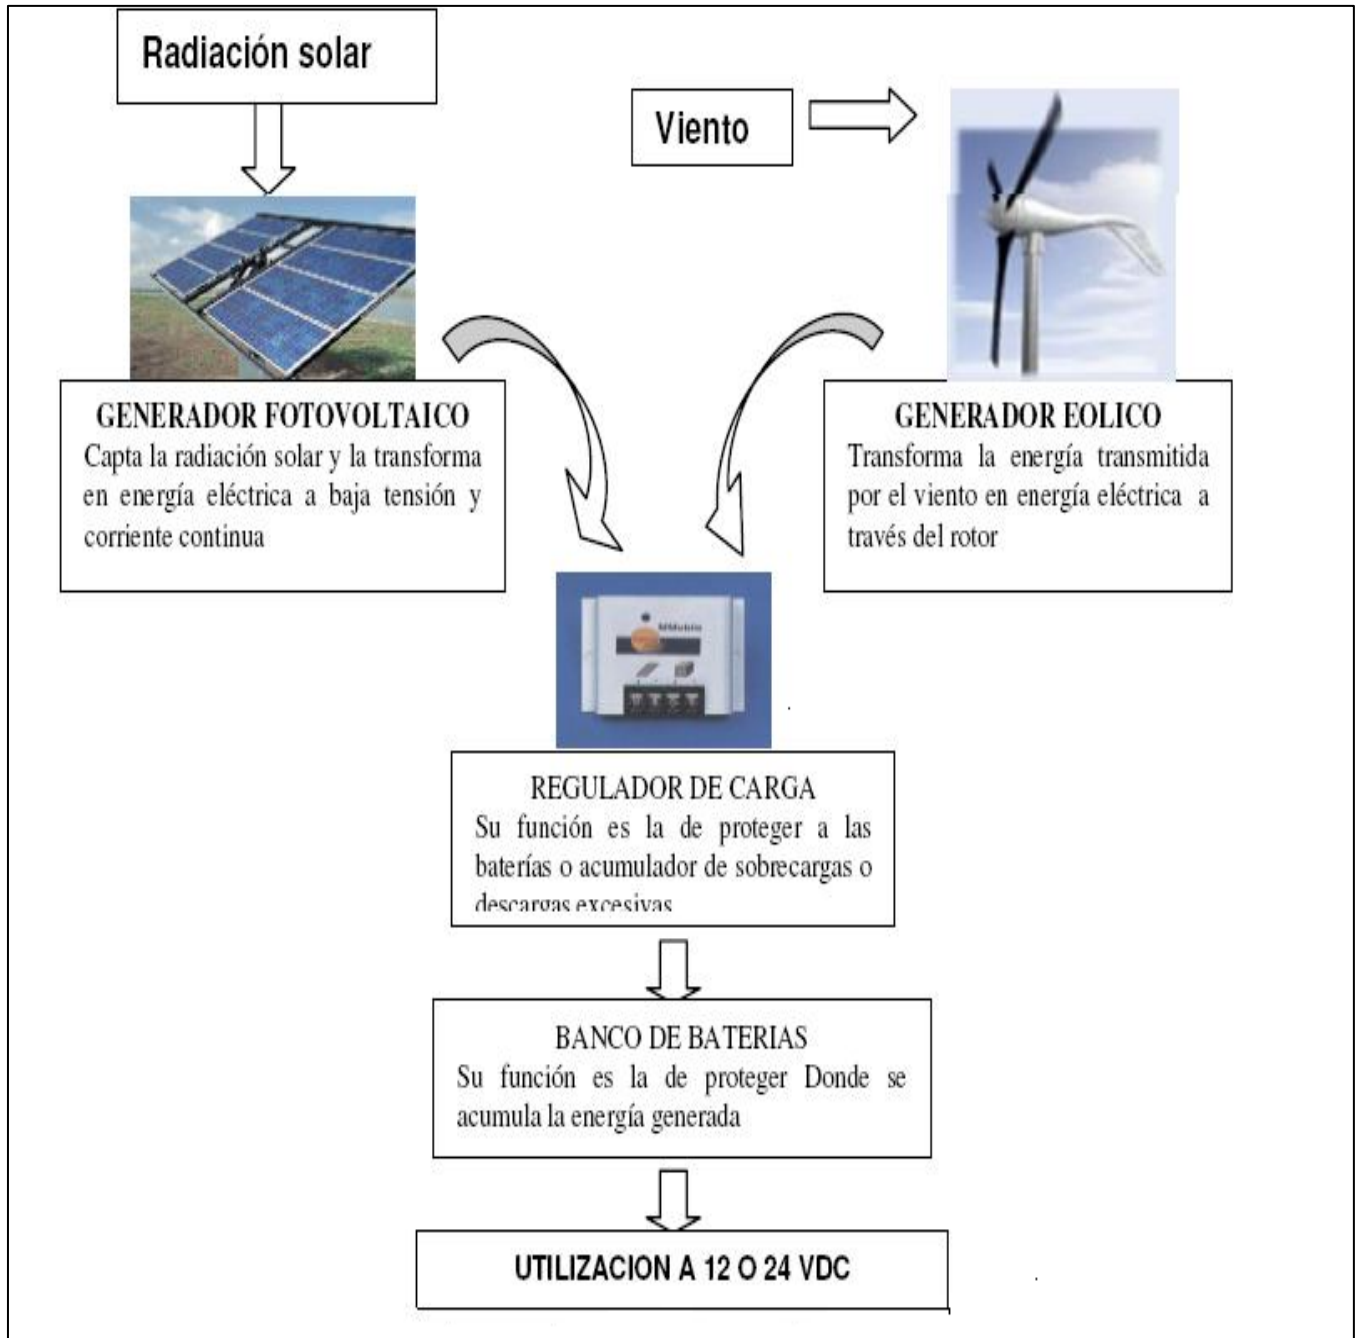 Radiación solar
Viento
GENERADOR FOTOVOLTAICO
Capta la radiación solar y la transforma
en energía eléctrica a baja tensión y
corriente continua
GENERADOR EOLICO
Transforma la energía transmitida
por el viento en energía eléctrica a
través del rotor
REGULADOR DE CARGA
Su función es la de proteger a las
baterías o acumulador de sobrecargas o
descargas excesivas
BANCO DE BATERIAS
Su función es la de proteger Donde se
acumula la energía generada
UTILIZACION A 12 O 24 VDC